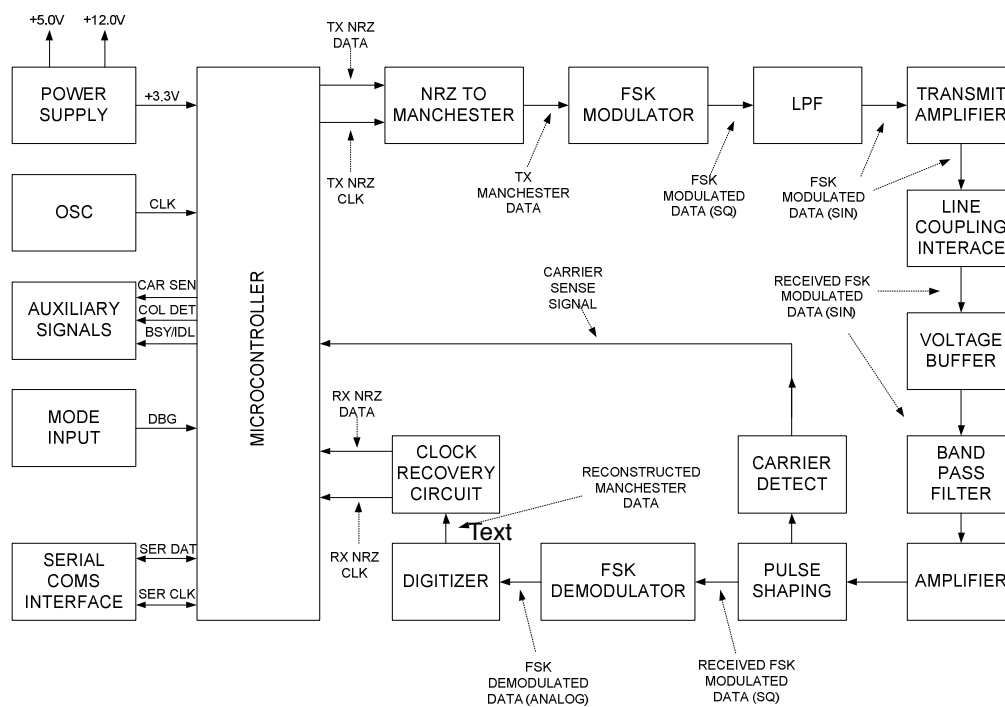 +5.0V
+12.0V
POWER
SUPPLY
+3.3V
OSC
CLK
AUXILIARY
SIGNALS
CAR SEN
COL DET
BSY/IDL
MODE
INPUT
DBG
SERIAL
COMS
INTERFACE
SER DAT
SER CLK
MICROCONTROLLER
TX NRZ
DATA
TX NRZ
CLK
NRZ TO
MANCHESTER
TX
MANCHESTER
DATA
FSK
MODULATOR
FSK
MODULATED
DATA (SQ)
LPF
FSK
MODULATED
DATA (SIN)
TRANSMIT
AMPLIFIER
LINE
COUPLING
INTERACE
RECEIVED FSK
MODULATED
DATA (SIN)
VOLTAGE
BUFFER
BAND
PASS
FILTER
AMPLIFIER
PULSE
SHAPING
CARRIER
DETECT
CARRIER
SENSE
SIGNAL
RECEIVED FSK
MODULATED
DATA (SQ)
FSK
DEMODULATOR
FSK
DEMODULATED
DATA (ANALOG)
DIGITIZER
Text
RECONSTRUCTED
MANCHESTER
DATA
CLOCK
RECOVERY
CIRCUIT
RX NRZ
DATA
RX NRZ
CLK